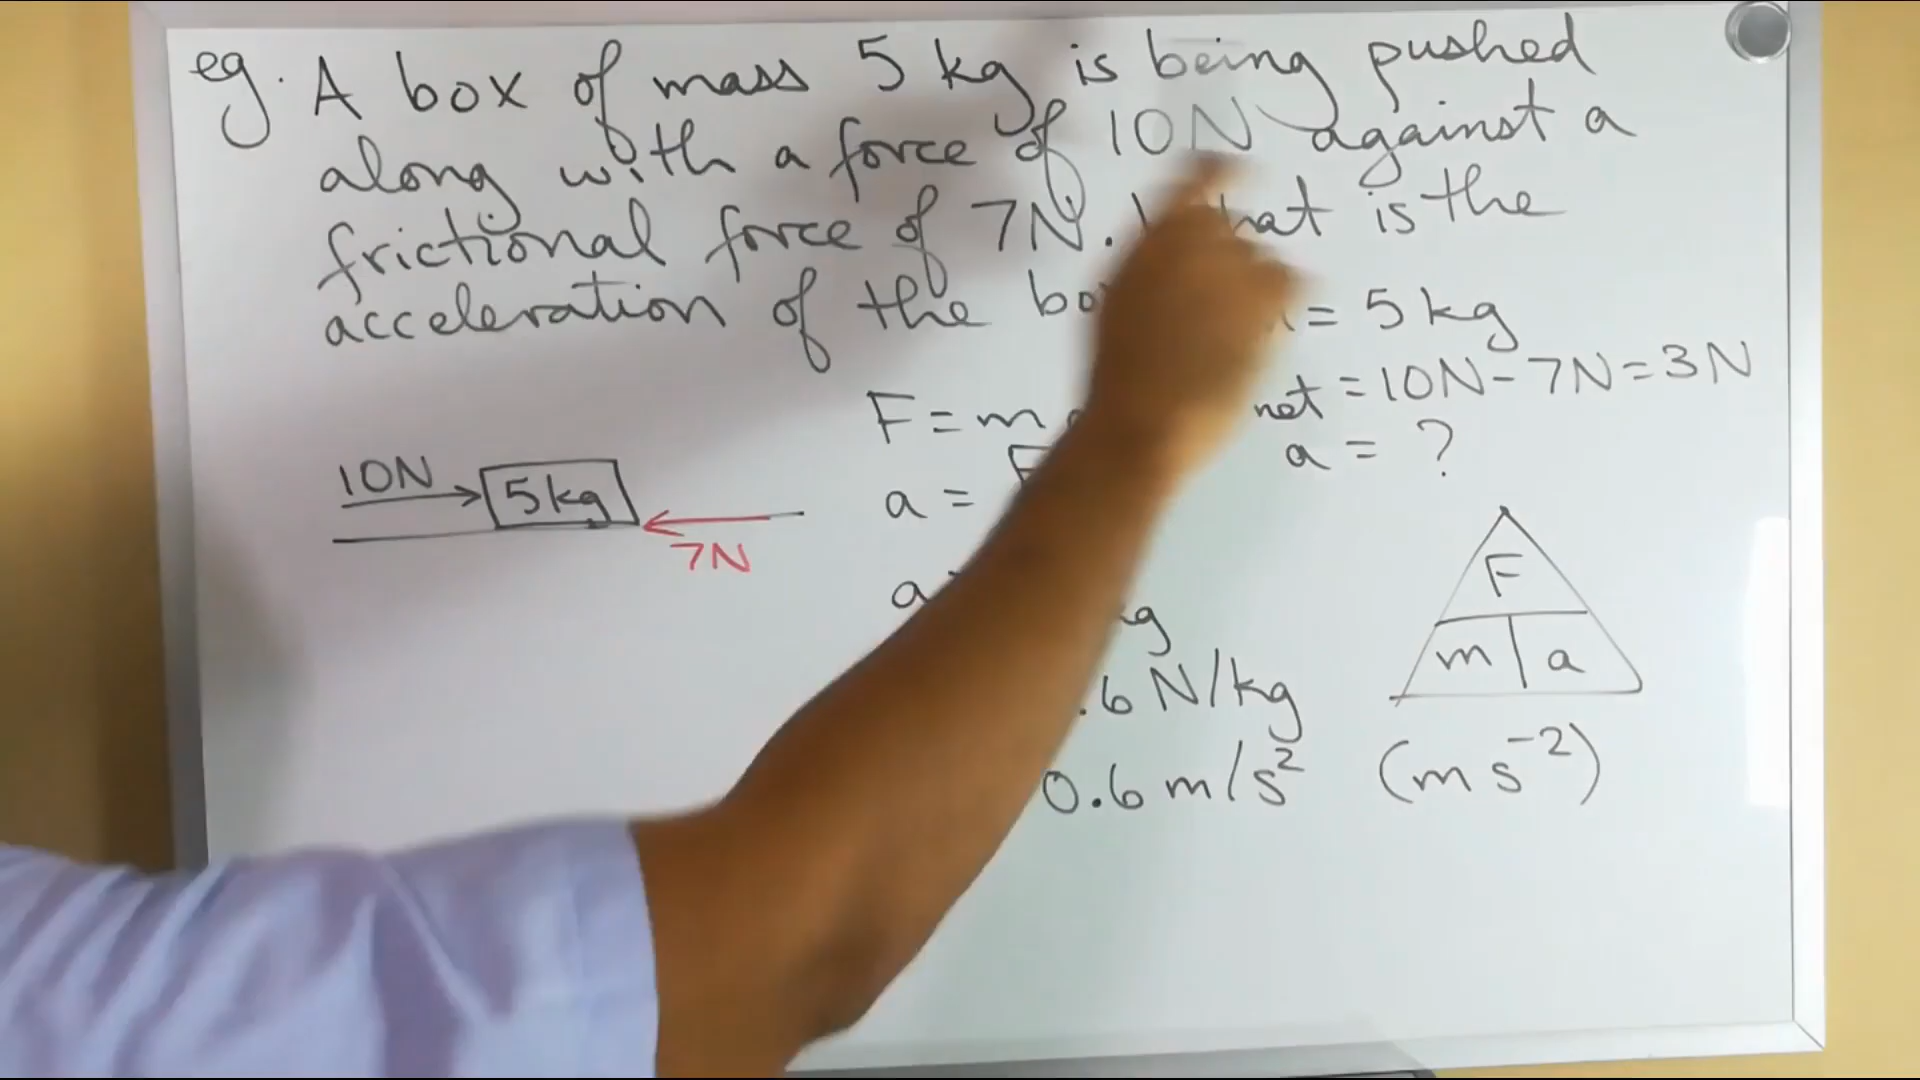 eg. A box of mass 5 kg is being pushed
along with a force of 10N against a
frictional force of 7N. What is the
acceleration of the
= 5 kg
net = 10N - 7N = 3N
a = ?
F = m
a =
a
.6 N/kg
0.6 m/s² (m s⁻²)
10N
5kg
7N
F
m a